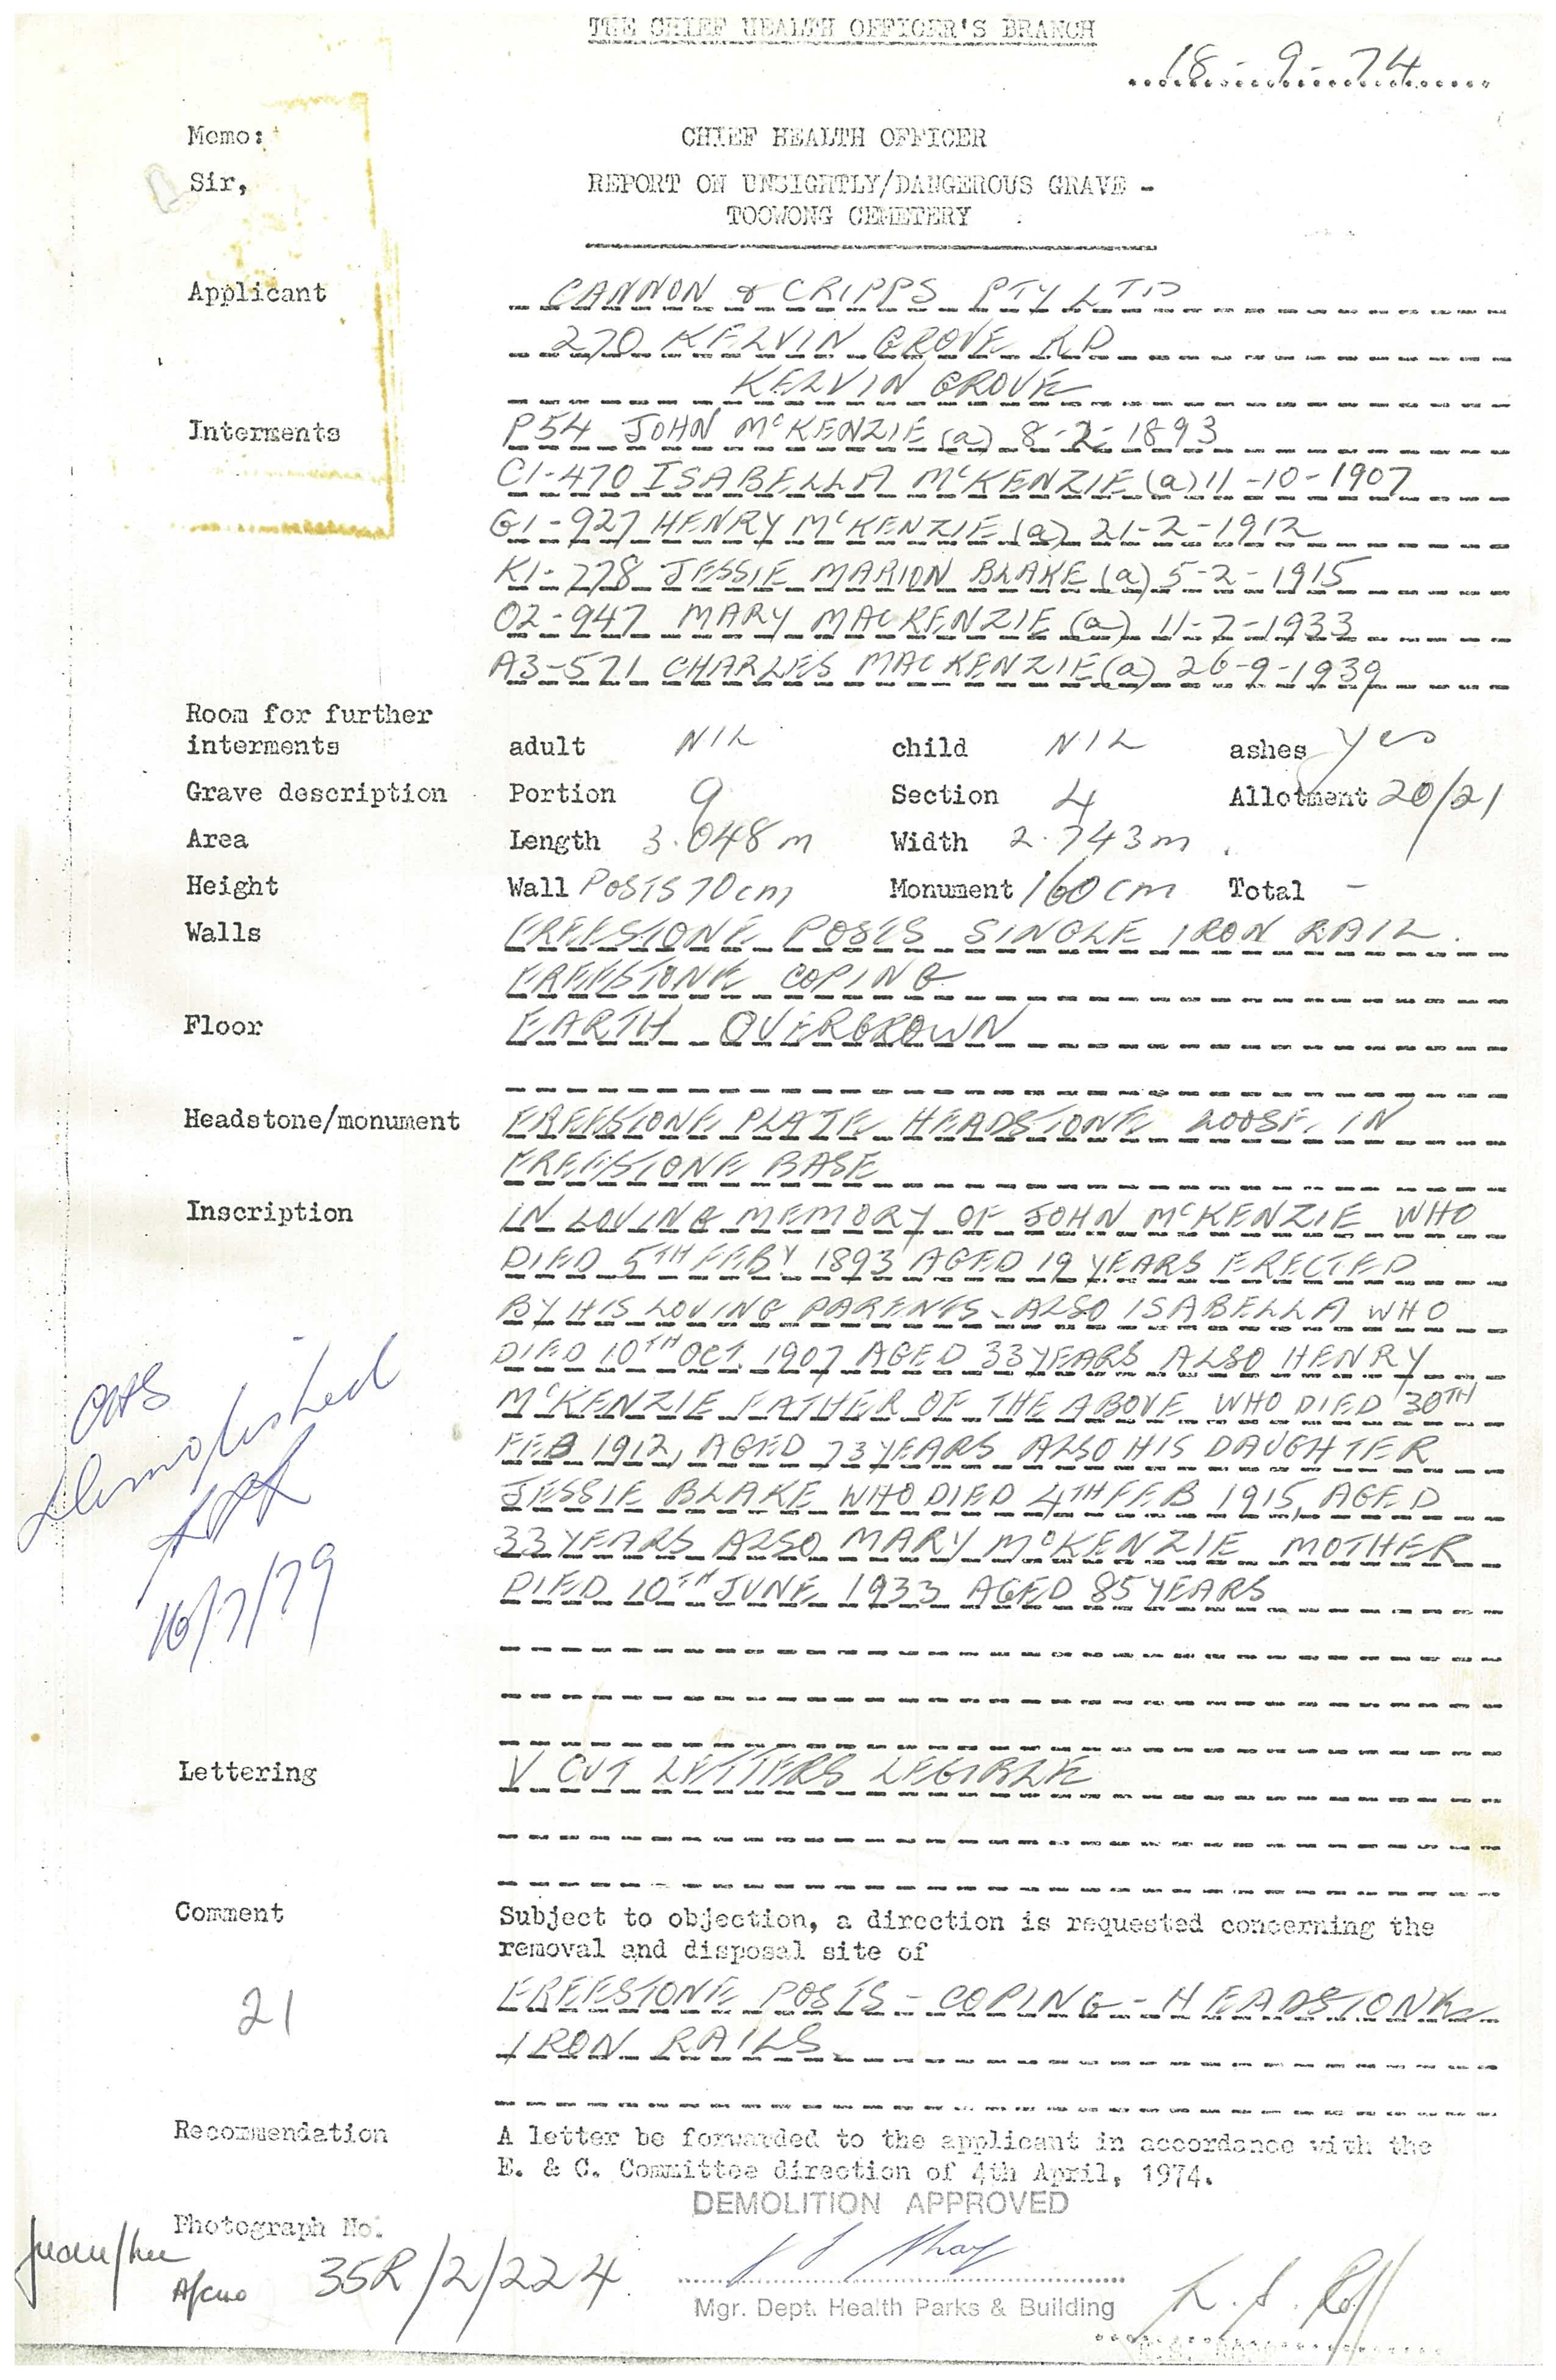 THE CHIEF HEALTH OFFICER'S BRANCH
18-9-74
Memo: CHIEF HEALTH OFFICER
Sir, REPORT ON UNSIGHTLY/DANGEROUS GRAVE -
TOOWONG CEMETERY
Applicant CANNON & CRIPPS PTY LTD
270 KELVIN GROVE RD
KELVIN GROVE
Interments P54 JOHN McKENZIE (a) 8-2-1893
C1-470 ISABELLA McKENZIE (a) 11-10-1907
G1-927 HENRY McKENZIE (a) 21-2-1912
K1-778 JESSIE MARION BLAKE (a) 5-2-1915
O2-947 MARY MACKENZIE (a) 11-7-1933
A3-571 CHARLES MACKENZIE (a) 26-9-1939
Room for further
interments adult NIL child NIL ashes yes
Grave description Portion 9 Section 4 Allotment 20/21
Area Length 3.048m Width 2.743m
Height Wall POSTS 70cm Monument 160cm Total -
Walls FREESTONE POSTS SINGLE IRON RAIL.
FREESTONE COPING
Floor EARTH OVERGROWN
Headstone/monument FREESTONE PLATE HEADSTONE LOOSE IN
FREESTONE BASE
Inscription IN LOVING MEMORY OF JOHN McKENZIE WHO
DIED 5TH FEBY 1893 AGED 19 YEARS ERECTED
BY HIS LOVING PARENTS. ALSO ISABELLA WHO
DIED 10TH OCT. 1907 AGED 33 YEARS ALSO HENRY
McKENZIE FATHER OF THE ABOVE WHO DIED 30TH
FEB 1912, AGED 73 YEARS ALSO HIS DAUGHTER
JESSIE BLAKE WHO DIED 4TH FEB 1915, AGED
33 YEARS ALSO MARY McKENZIE MOTHER
DIED 10TH JUNE 1933 AGED 85 YEARS
Demolished
16/7/79
Lettering V CUT LETTERS LEGIBLE
Comment Subject to objection, a direction is requested concerning the
removal and disposal site of
21 FREESTONE POSTS - COPING - HEADSTONE
IRON RAILS.
Recommendation A letter be forwarded to the applicant in accordance with the
E. & C. Committee direction of 4th April, 1974.
DEMOLITION APPROVED
Photograph No.
35R/2/224
Mgr. Dept. Health Parks & Building